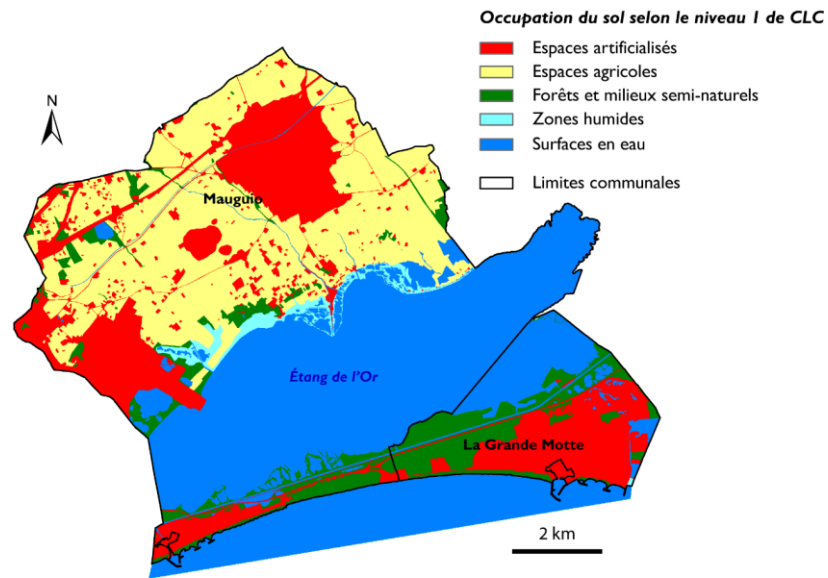 Occupation du sol selon le niveau 1 de CLC
Espaces artificialisés
Espaces agricoles
Forêts et milieux semi-naturels
Zones humides
Surfaces en eau
Limites communales
N
Mauguio
Étang de l'Or
La Grande Motte
2 km